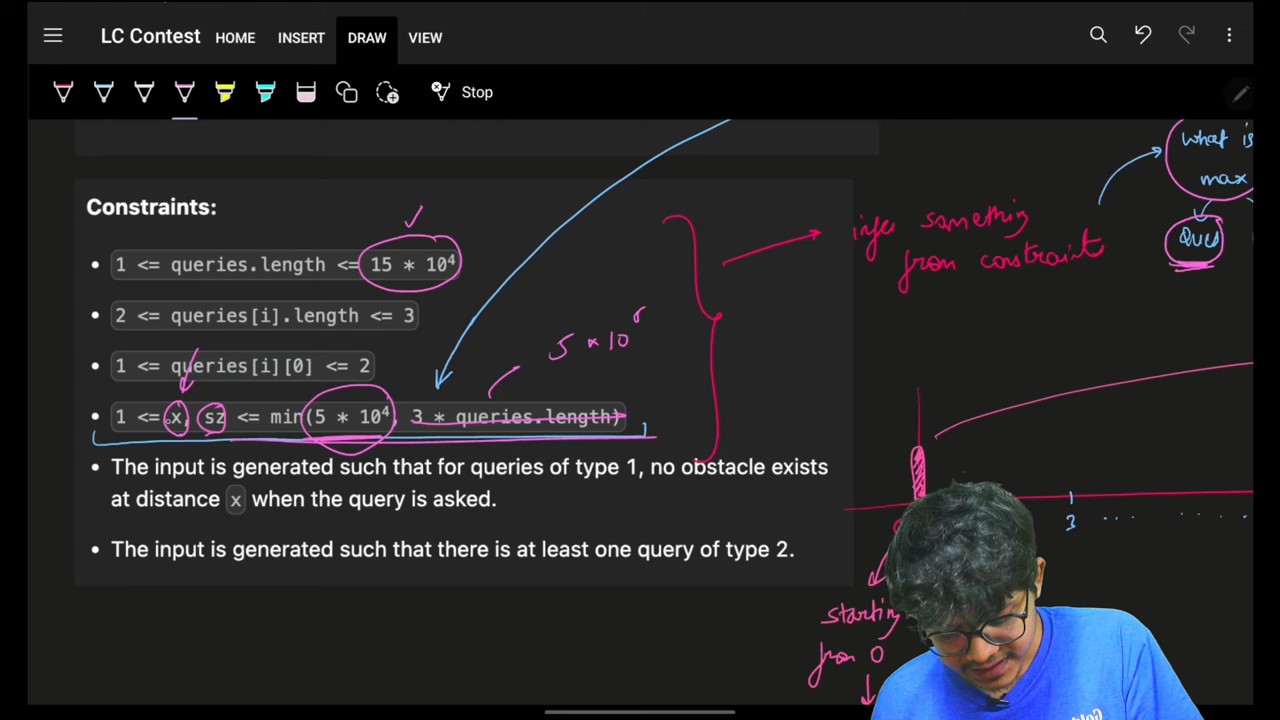 LC Contest HOME INSERT DRAW VIEW
Stop
what is
max
Ques
Constraints:
something
from constraint
1 <= queries.length <= 15 * 10⁴
2 <= queries[i].length <= 3
5 * 10
1 <= queries[i][0] <= 2
1 <= x, sz <= min(5 * 10⁴, 3 * queries.length)
The input is generated such that for queries of type 1, no obstacle exists
at distance x when the query is asked.
3 ... ....
The input is generated such that there is at least one query of type 2.
starting
from 0